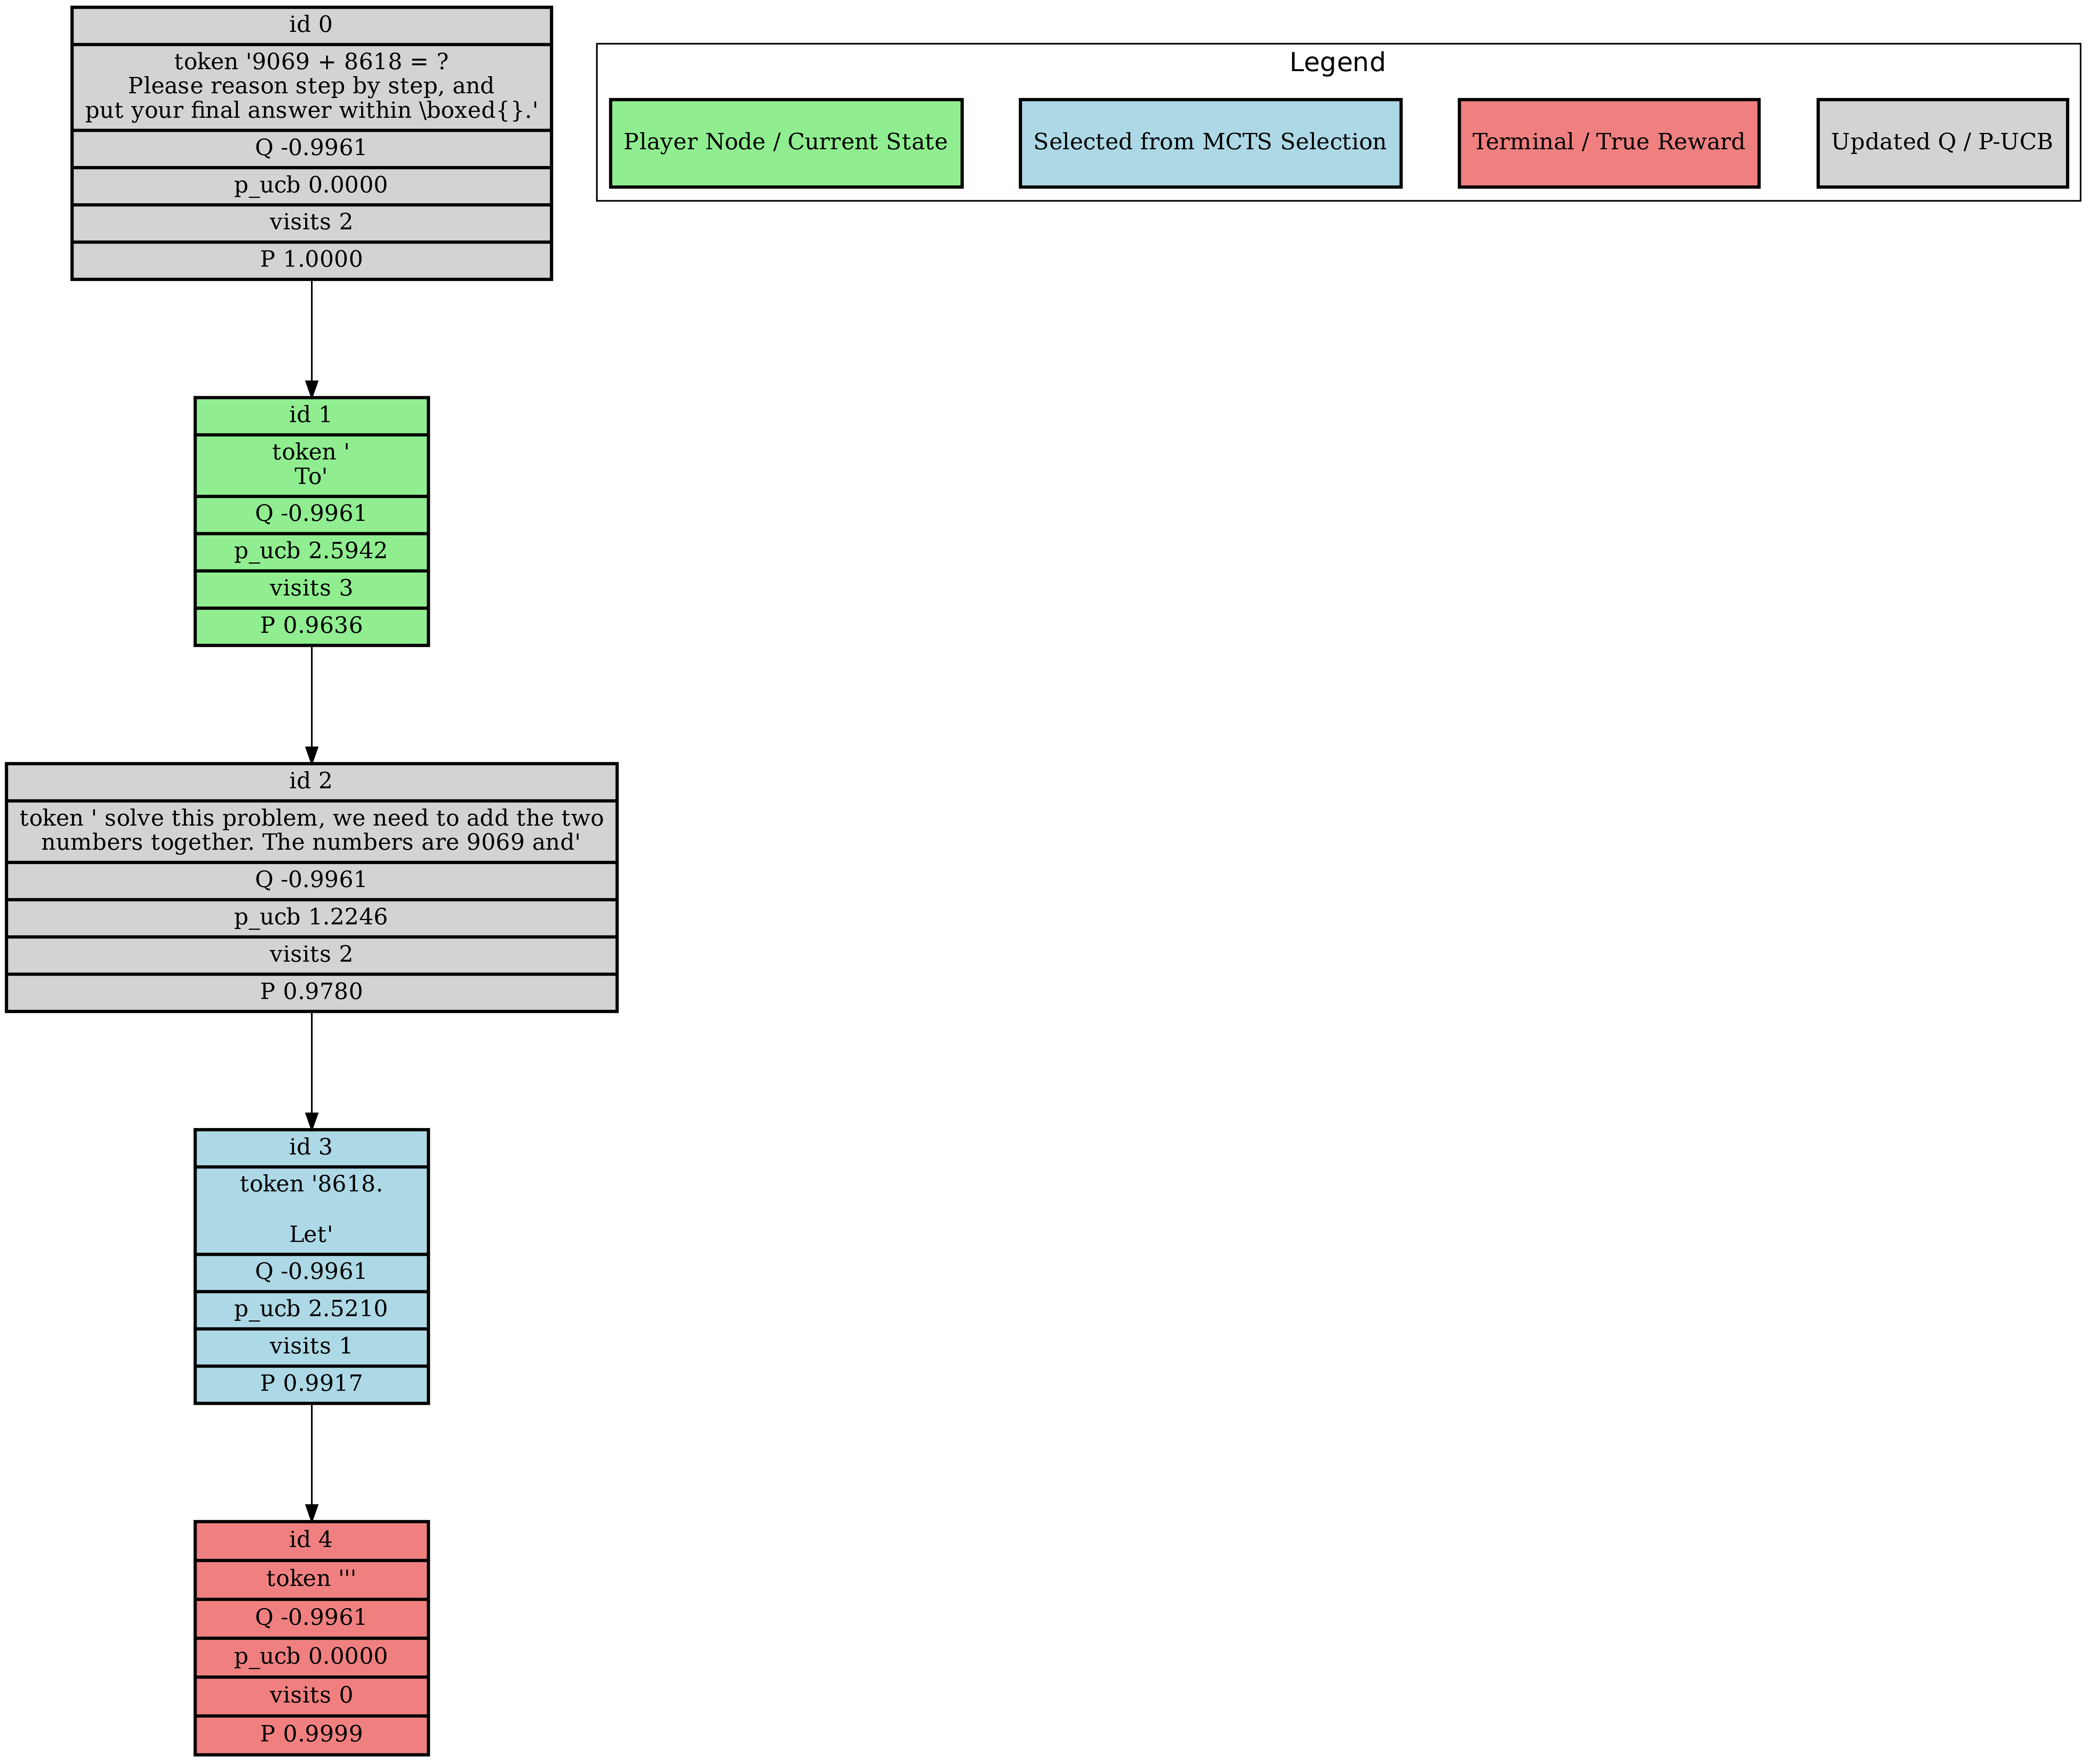 id 0
token '9069 + 8618 = ?
Please reason step by step, and
put your final answer within \boxed{}.'
Q -0.9961
p_ucb 0.0000
visits 2
P 1.0000
Legend
Player Node / Current State
Selected from MCTS Selection
Terminal / True Reward
Updated Q / P-UCB
id 1
token '
To'
Q -0.9961
p_ucb 2.5942
visits 3
P 0.9636
id 2
token ' solve this problem, we need to add the two
numbers together. The numbers are 9069 and'
Q -0.9961
p_ucb 1.2246
visits 2
P 0.9780
id 3
token '8618.
Let'
Q -0.9961
p_ucb 2.5210
visits 1
P 0.9917
id 4
token '''
Q -0.9961
p_ucb 0.0000
visits 0
P 0.9999